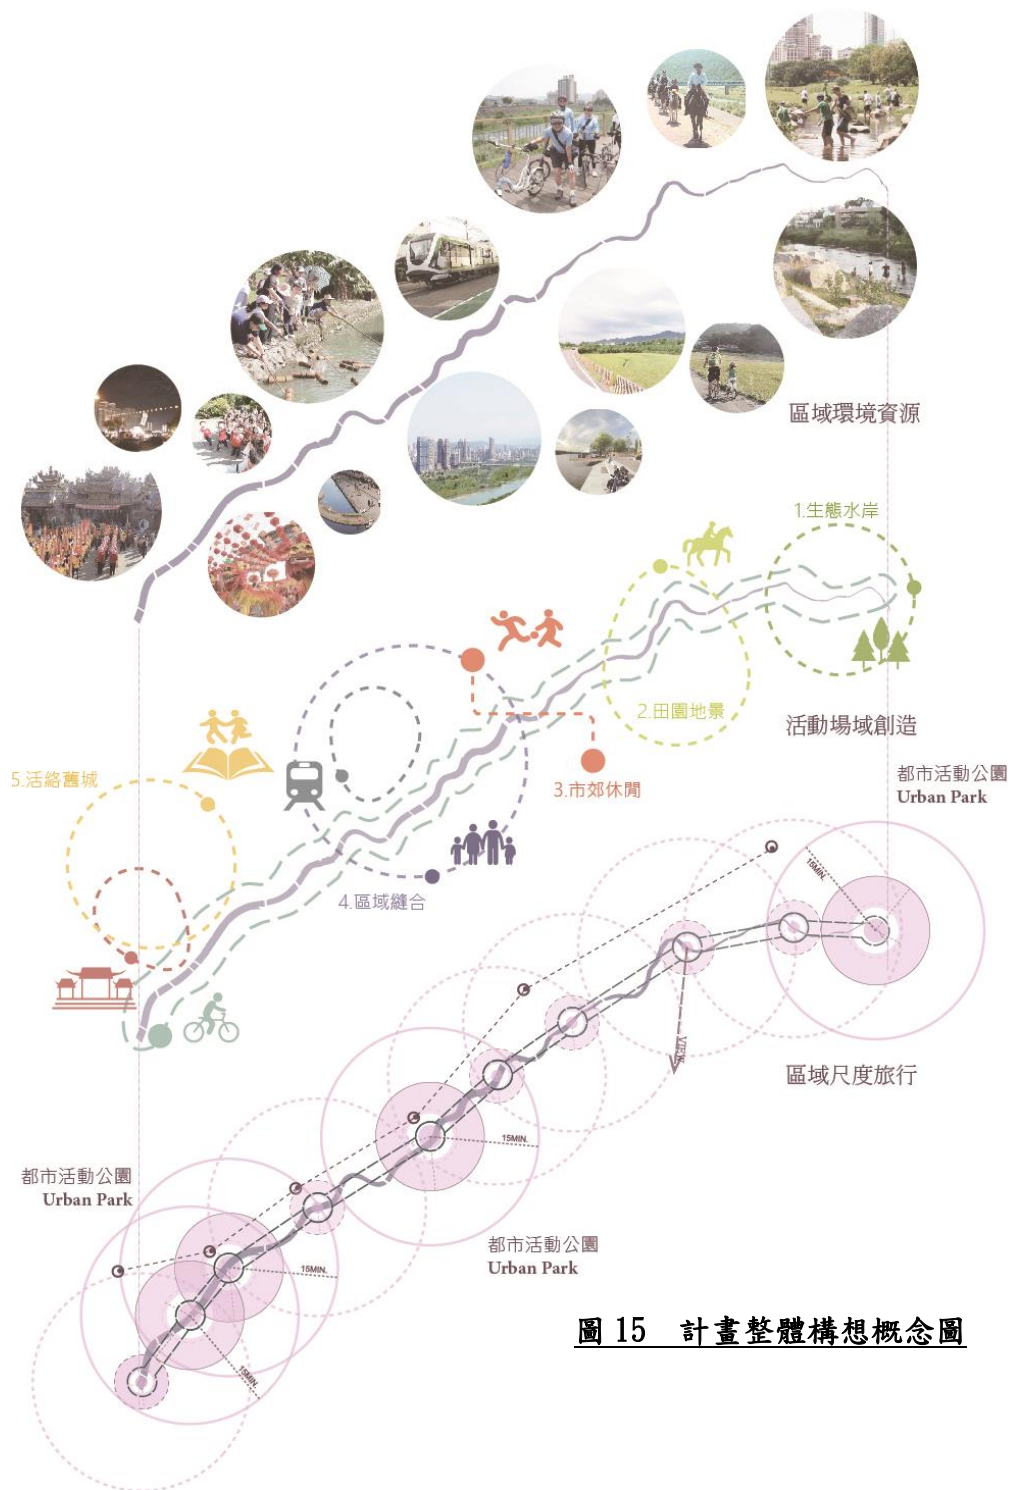 區域環境資源
1.生態水岸
2.田園地景
活動場域創造
3.市郊休閒
5.活絡舊城
都市活動公園
Urban Park
4.區域縫合
15MIN.
VIEW
區域尺度旅行
15MIN.
都市活動公園
Urban Park
都市活動公園
Urban Park
15MIN.
圖 15 計畫整體構想概念圖
15MIN.